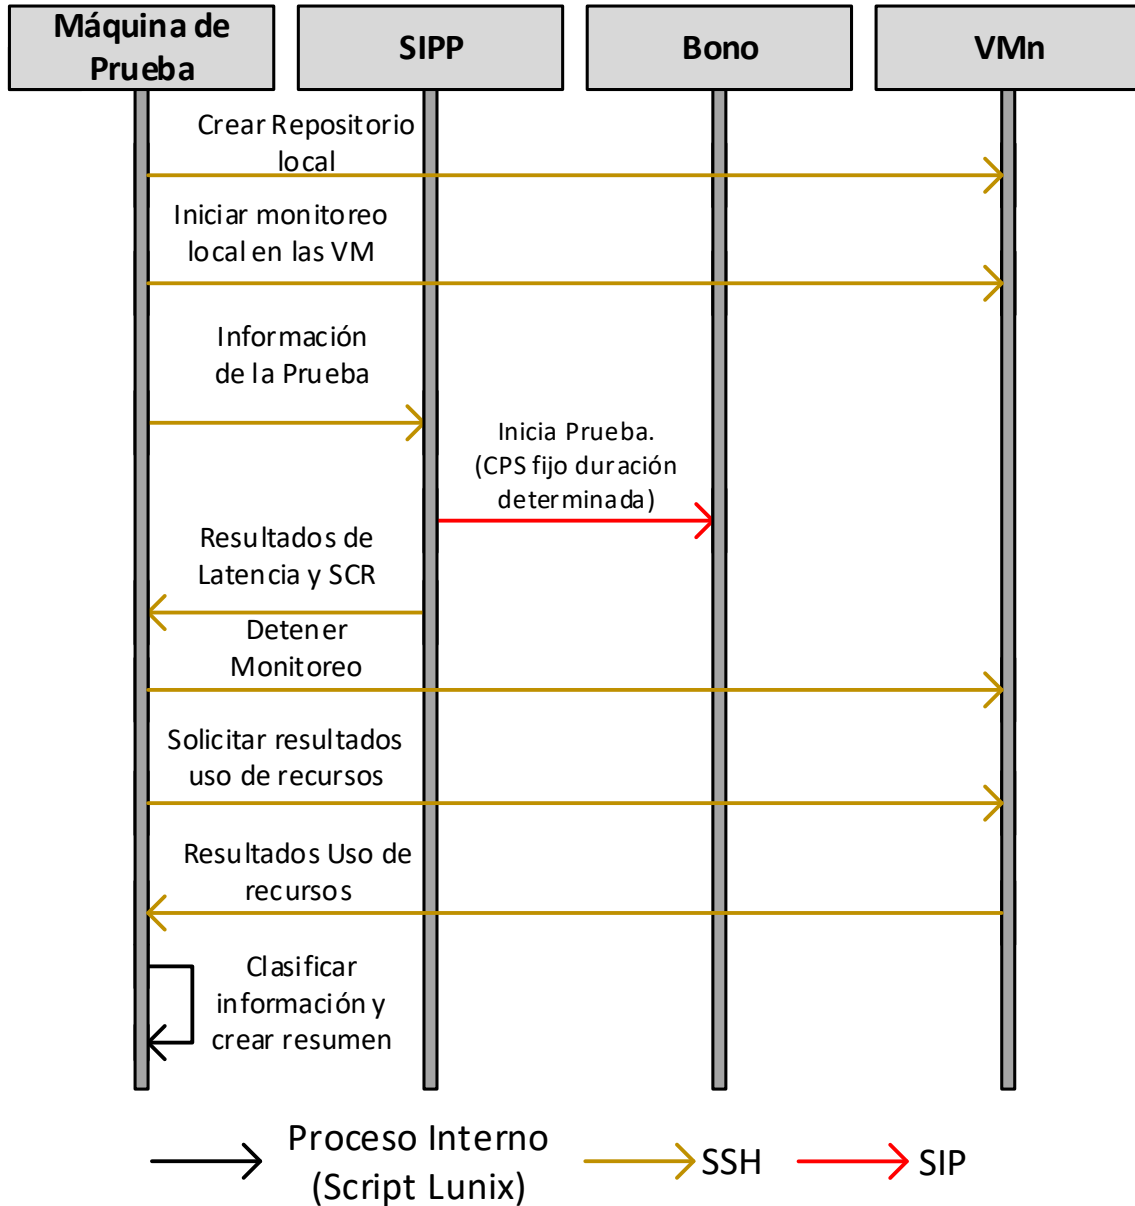 Máquina de
Prueba
SIPP
Bono
VMn
Crear Repositorio
local
Iniciar monitoreo
local en las VM
Información
de la Prueba
Inicia Prueba.
(CPS fijo duración
determinada)
Resultados de
Latencia y SCR
Detener
Monitoreo
Solicitar resultados
uso de recursos
Resultados Uso de
recursos
Clasificar
información y
crear resumen
Proceso Interno
(Script Lunix)
SSH
SIP